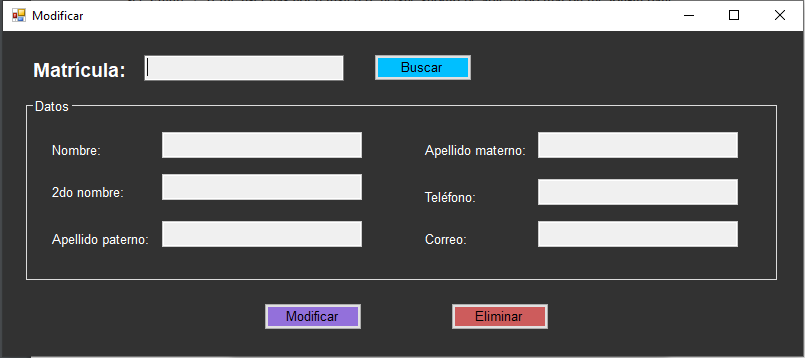 Modificar
Matrícula:
Buscar
Datos
Nombre:
Apellido materno:
2do nombre:
Teléfono:
Apellido paterno:
Correo:
Modificar
Eliminar